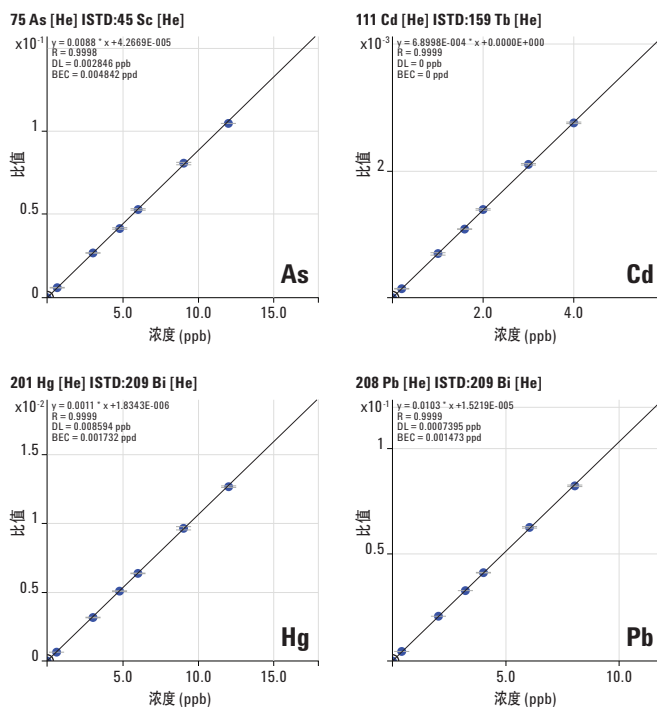 75 As [He] ISTD:45 Sc [He]
x10-1
y = 0.0088 * x +4.2669E-005
R = 0.9998
DL = 0.002846 ppb
BEC = 0.004842 ppd
1
比值
0.5
As
0
5.0 10.0 15.0
浓度 (ppb)
111 Cd [He] ISTD:159 Tb [He]
x10-3
y = 6.8998E-004 * x +0.0000E+000
R = 0.9999
DL = 0 ppb
BEC = 0 ppd
比值
2
Cd
2.0 4.0
浓度 (ppb)
201 Hg [He] ISTD:209 Bi [He]
x10-2
y = 0.0011 * x +1.8343E-006
R = 0.9999
DL = 0.008594 ppb
BEC = 0.001732 ppd
1.5
1
比值
0.5
Hg
0
5.0 10.0 15.0
浓度 (ppb)
208 Pb [He] ISTD:209 Bi [He]
x10-1
y = 0.0103 * x +1.5219E-005
R = 0.9999
DL = 0.0007395 ppb
BEC = 0.001473 ppd
1
比值
0.5
Pb
5.0 10.0
浓度 (ppb)